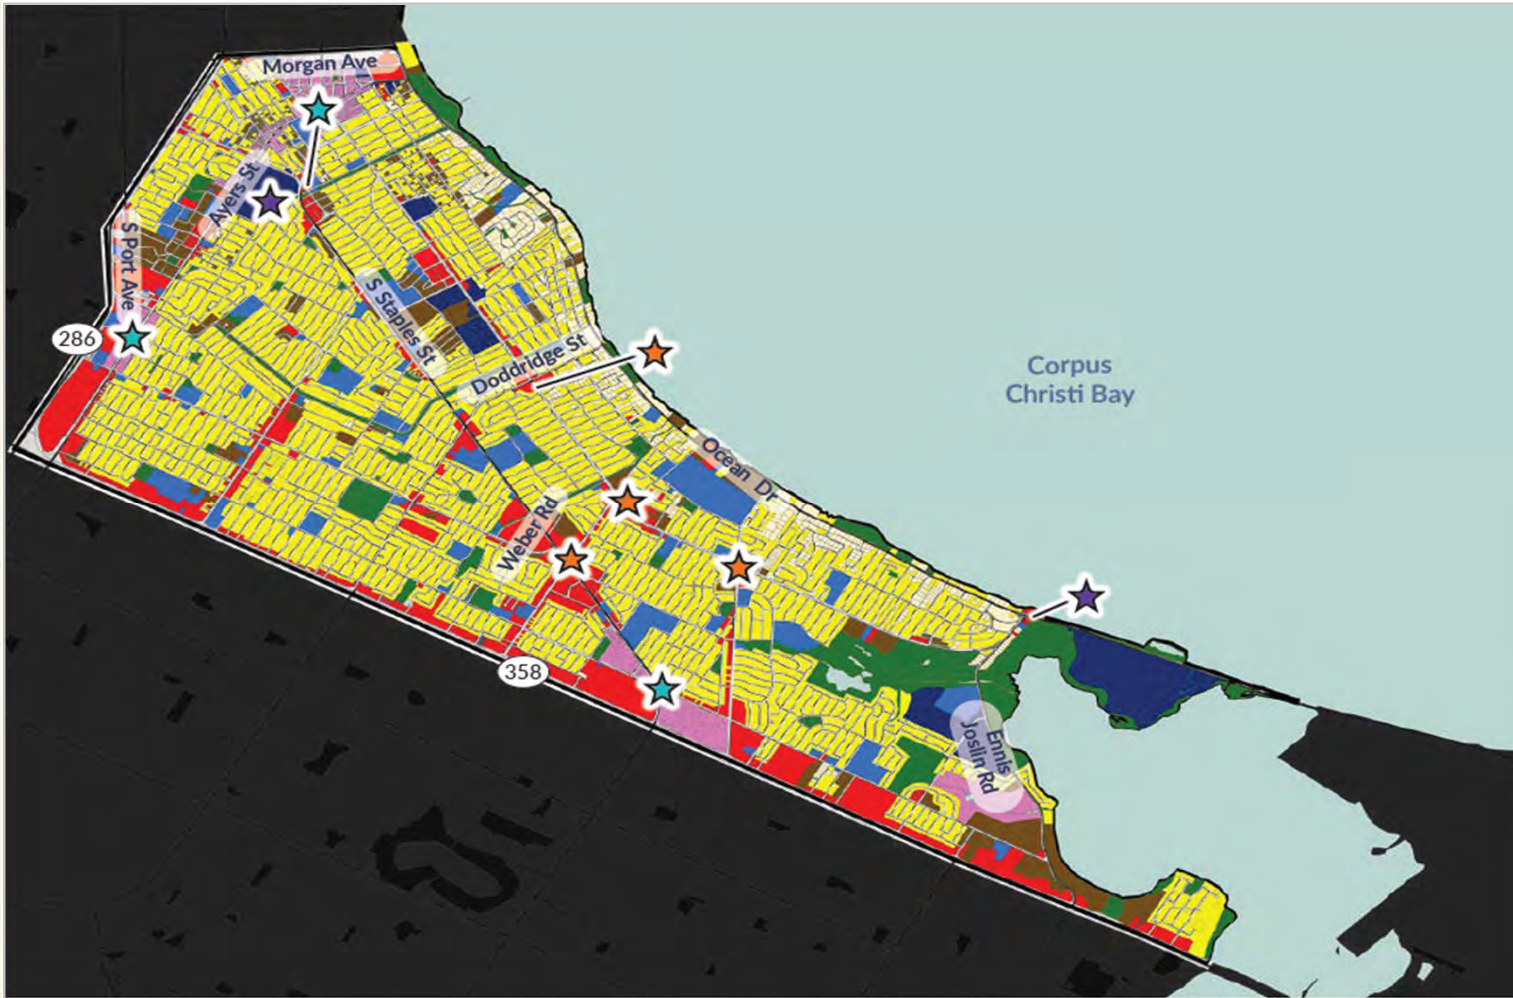 Morgan Ave
Ayers St
S Port Ave
286
S Staples St
Doddridge St
Corpus
Christi Bay
Ocean Dr
Weber Rd
358
Ennis
Joslin Rd